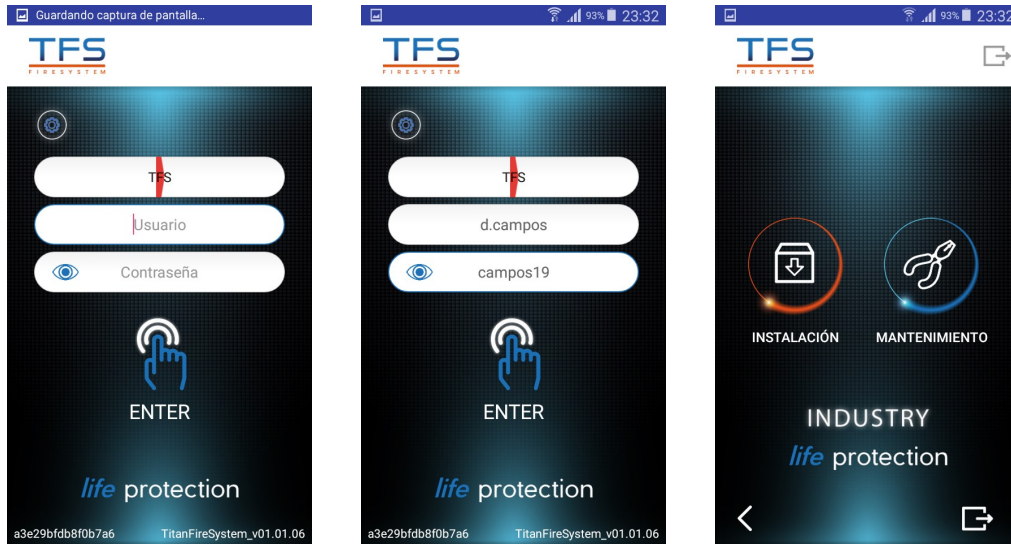 Guardando captura de pantalla...
TFS
FIRESYSTEM
TFS
Usuario
Contraseña
ENTER
life protection
a3e29bfdb8f0b7a6 TitanFireSystem_v01.01.06
93% 23:32
TFS
FIRESYSTEM
TFS
d.campos
campos19
ENTER
life protection
a3e29bfdb8f0b7a6 TitanFireSystem_v01.01.06
93% 23:32
TFS
FIRESYSTEM
INSTALACIÓN MANTENIMIENTO
INDUSTRY
life protection